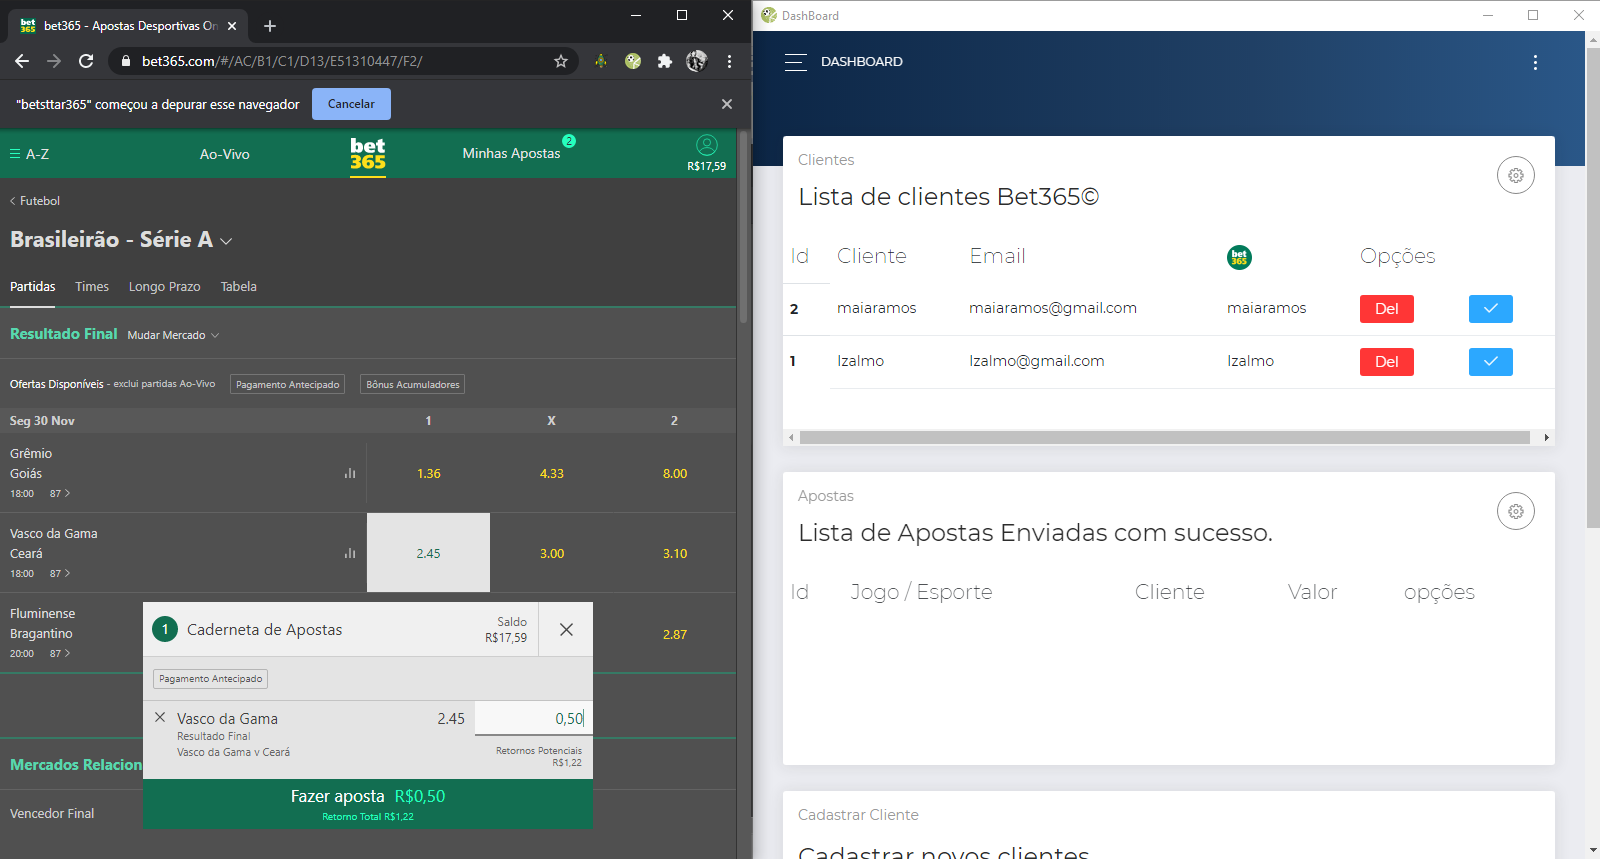 bet365 - Apostas Desportivas On
bet365.com/#/AC/B1/C1/D13/E51310447/F2/
"betsttar365" começou a depurar esse navegador
Cancelar
A-Z
Ao-Vivo
bet365
Minhas Apostas
2
R$17,59
Futebol
Brasileirão - Série A
Partidas Times Longo Prazo Tabela
Resultado Final Mudar Mercado
Ofertas Disponíveis - exclui partidas Ao-Vivo Pagamento Antecipado Bônus Acumuladores
Seg 30 Nov 1 X 2
Grêmio
Goiás 1.36 4.33 8.00
18:00 87
Vasco da Gama
Ceará 2.45 3.00 3.10
18:00 87
Fluminense
Bragantino 2.87
20:00 87
1 Caderneta de Apostas
Saldo
R$17,59
Pagamento Antecipado
Vasco da Gama 2.45 0,50
Resultado Final
Vasco da Gama v Ceará
Retornos Potenciais
R$1,22
Fazer aposta R$0,50
Retorno Total R$1,22
Mercados Relacion
Vencedor Final
DashBoard
DASHBOARD
Clientes
Lista de clientes Bet365©
Id Cliente Email bet365 Opções
2 maiaramos maiaramos@gmail.com maiaramos Del
1 Izalmo Izalmo@gmail.com Izalmo Del
Apostas
Lista de Apostas Enviadas com sucesso.
Id Jogo / Esporte Cliente Valor opções
Cadastrar Cliente
Cadastrar novos clientes